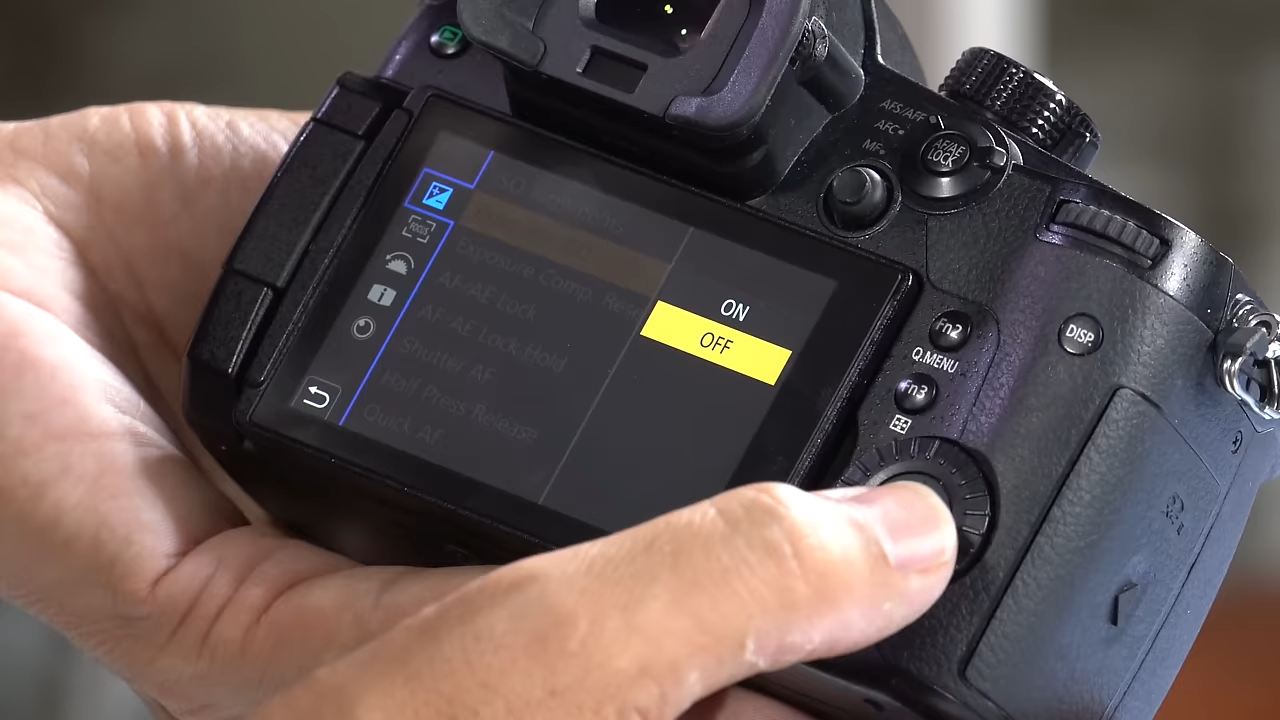 AFS/AFF
AFC
MF
AF/AE
LOCK
FOCUS
Exposure Comp.
AF-AE Lock
AF-AE Lock Hold
Shutter AF
Half Press Release
Quick AF
ON
OFF
Fn2
DISP.
Q.MENU
Fn3